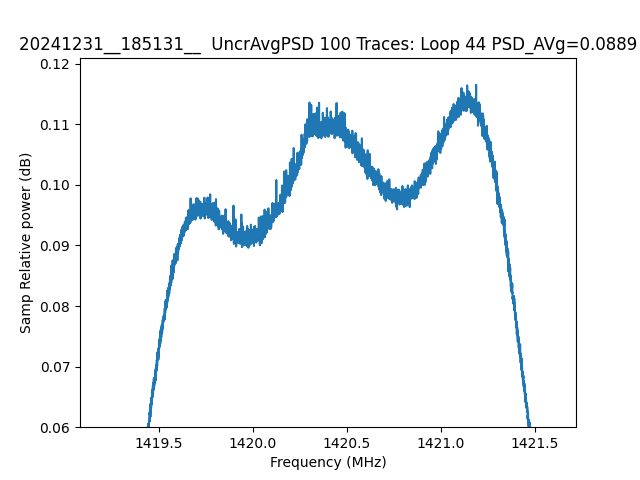 20241231__185131__  UncrAvgPSD 100 Traces: Loop 44 PSD_AVg=0.0889
0.12
0.11
0.10
0.09
0.08
0.07
0.06
Samp Relative power (dB)
1419.5 1420.0 1420.5 1421.0 1421.5
Frequency (MHz)